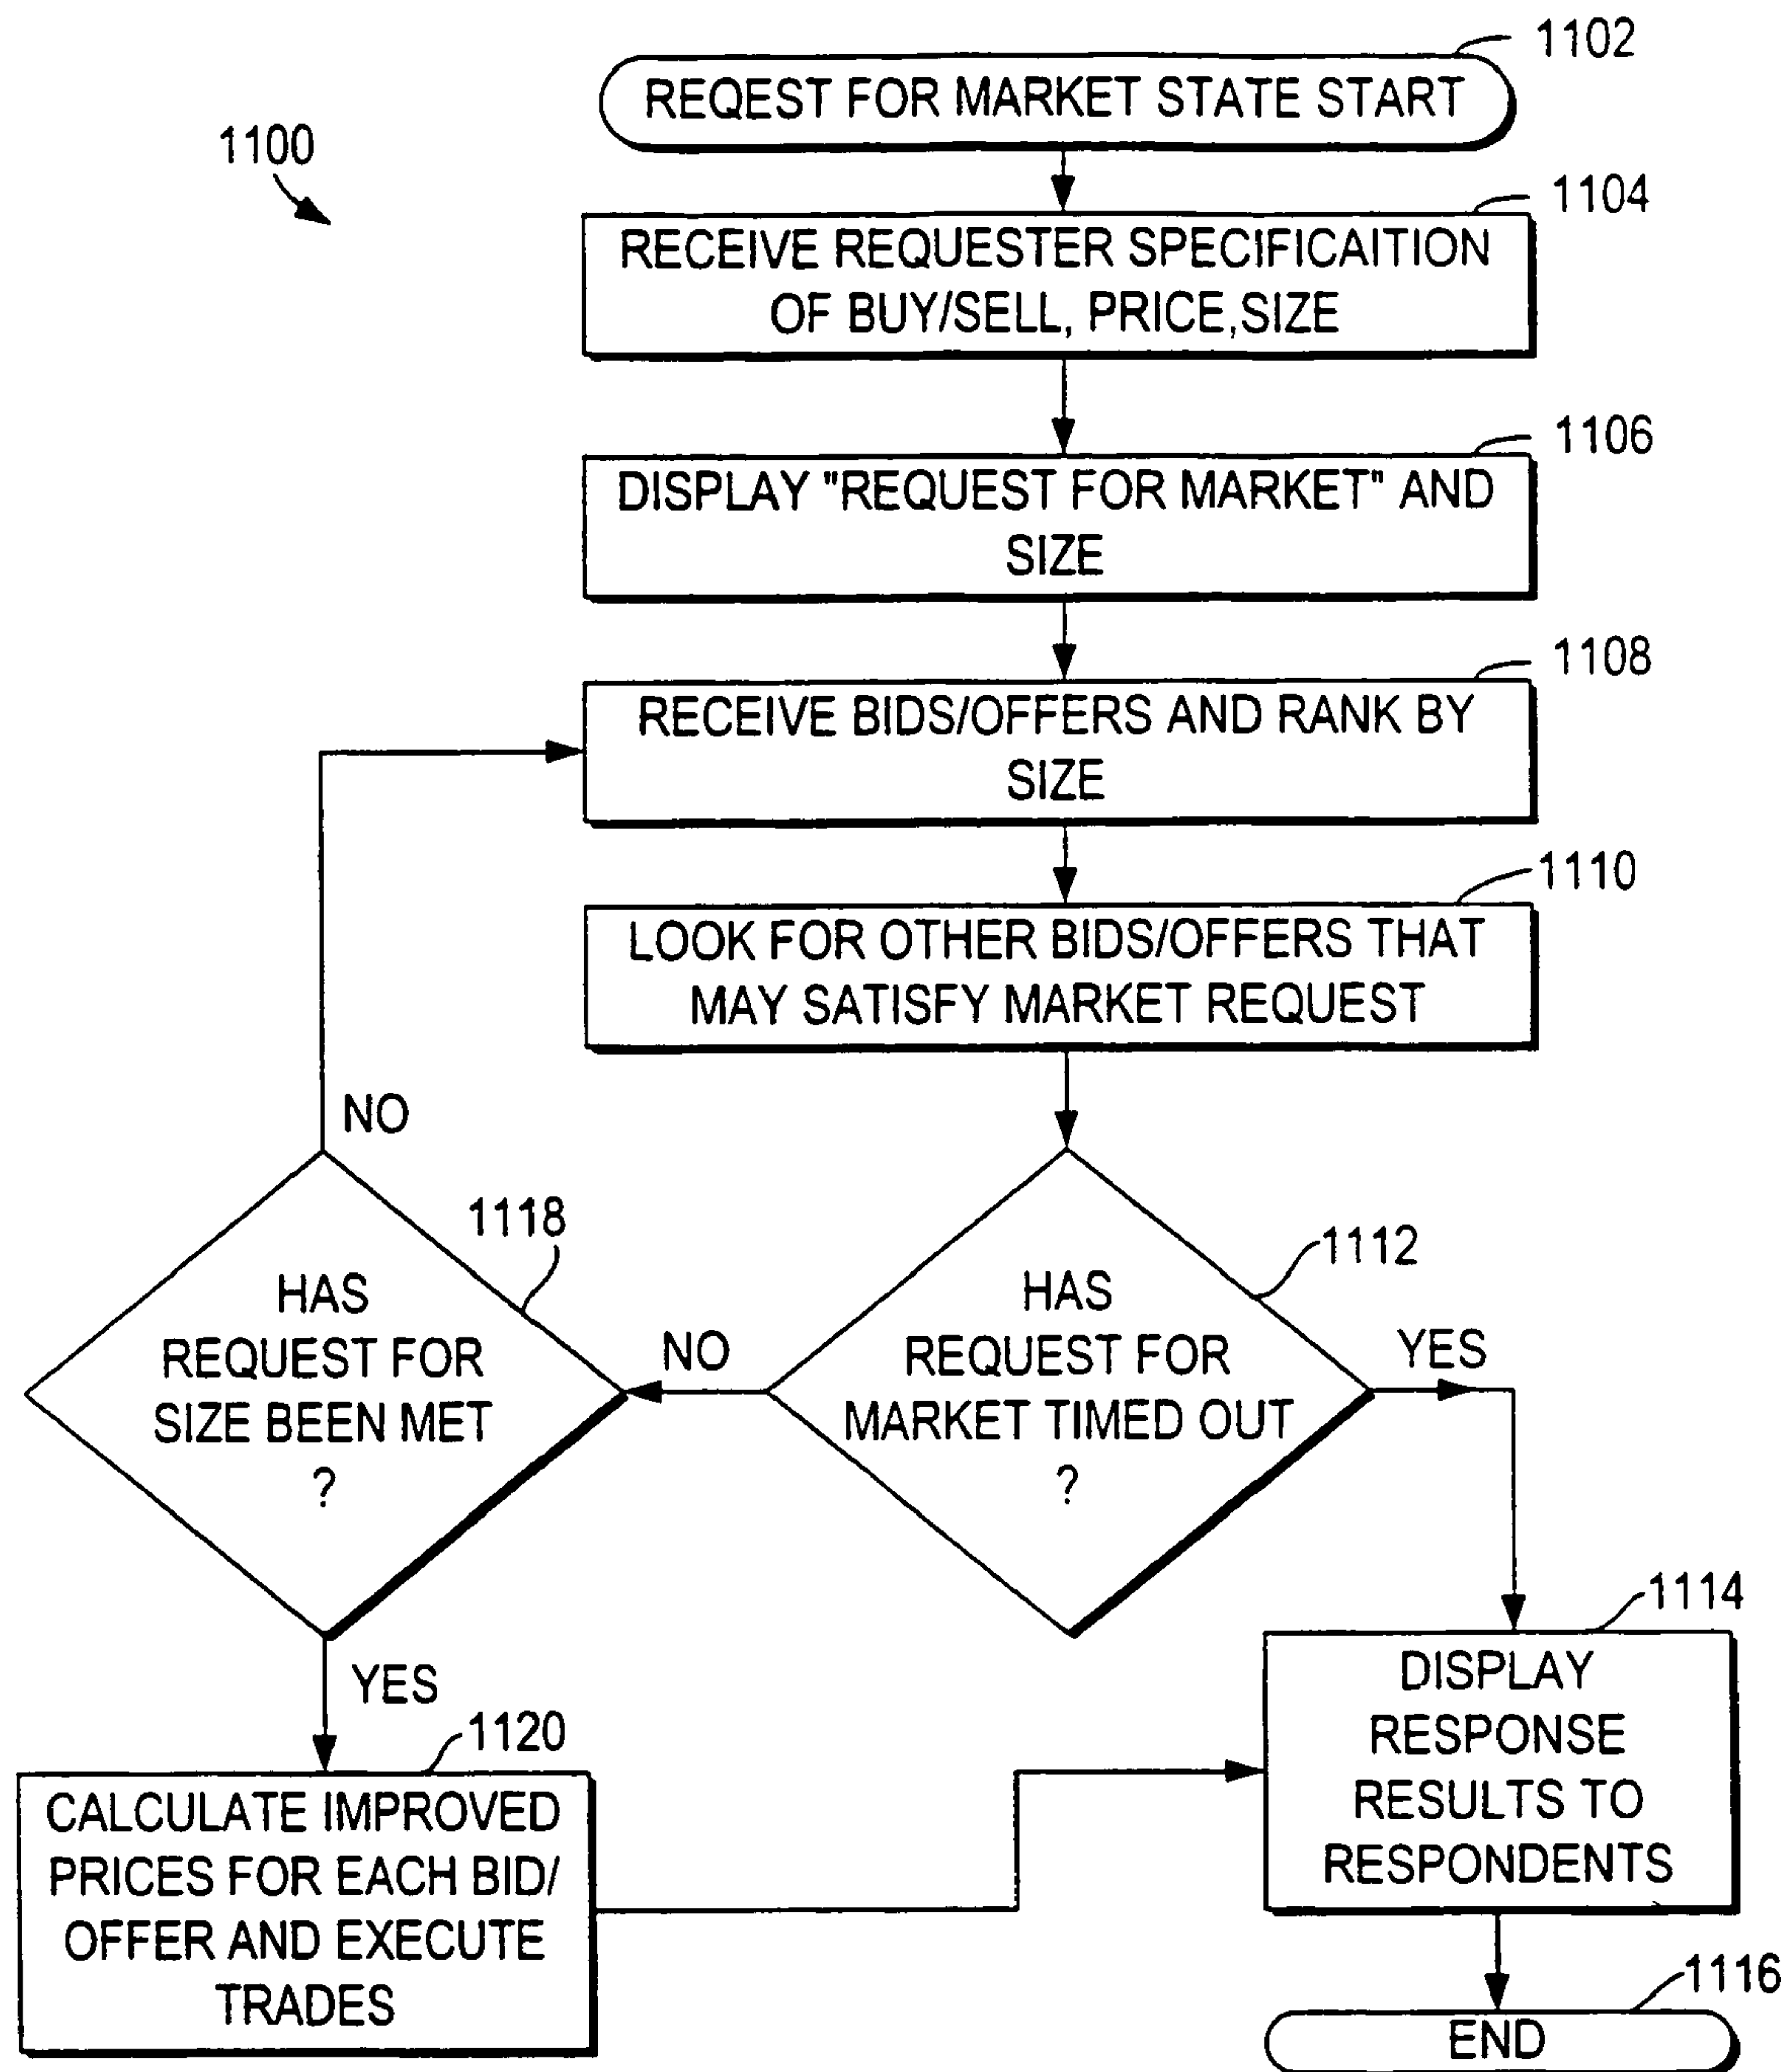 1102
REQEST FOR MARKET STATE START
1100
1104
RECEIVE REQUESTER SPECIFICAITION
OF BUY/SELL, PRICE,SIZE
1106
DISPLAY "REQUEST FOR MARKET" AND
SIZE
1108
RECEIVE BIDS/OFFERS AND RANK BY
SIZE
1110
LOOK FOR OTHER BIDS/OFFERS THAT
MAY SATISFY MARKET REQUEST
NO
1118
HAS
REQUEST FOR
SIZE BEEN MET
?
NO
1112
HAS
REQUEST FOR
MARKET TIMED OUT
?
YES
YES
1114
DISPLAY
RESPONSE
RESULTS TO
RESPONDENTS
1120
CALCULATE IMPROVED
PRICES FOR EACH BID/
OFFER AND EXECUTE
TRADES
1116
END